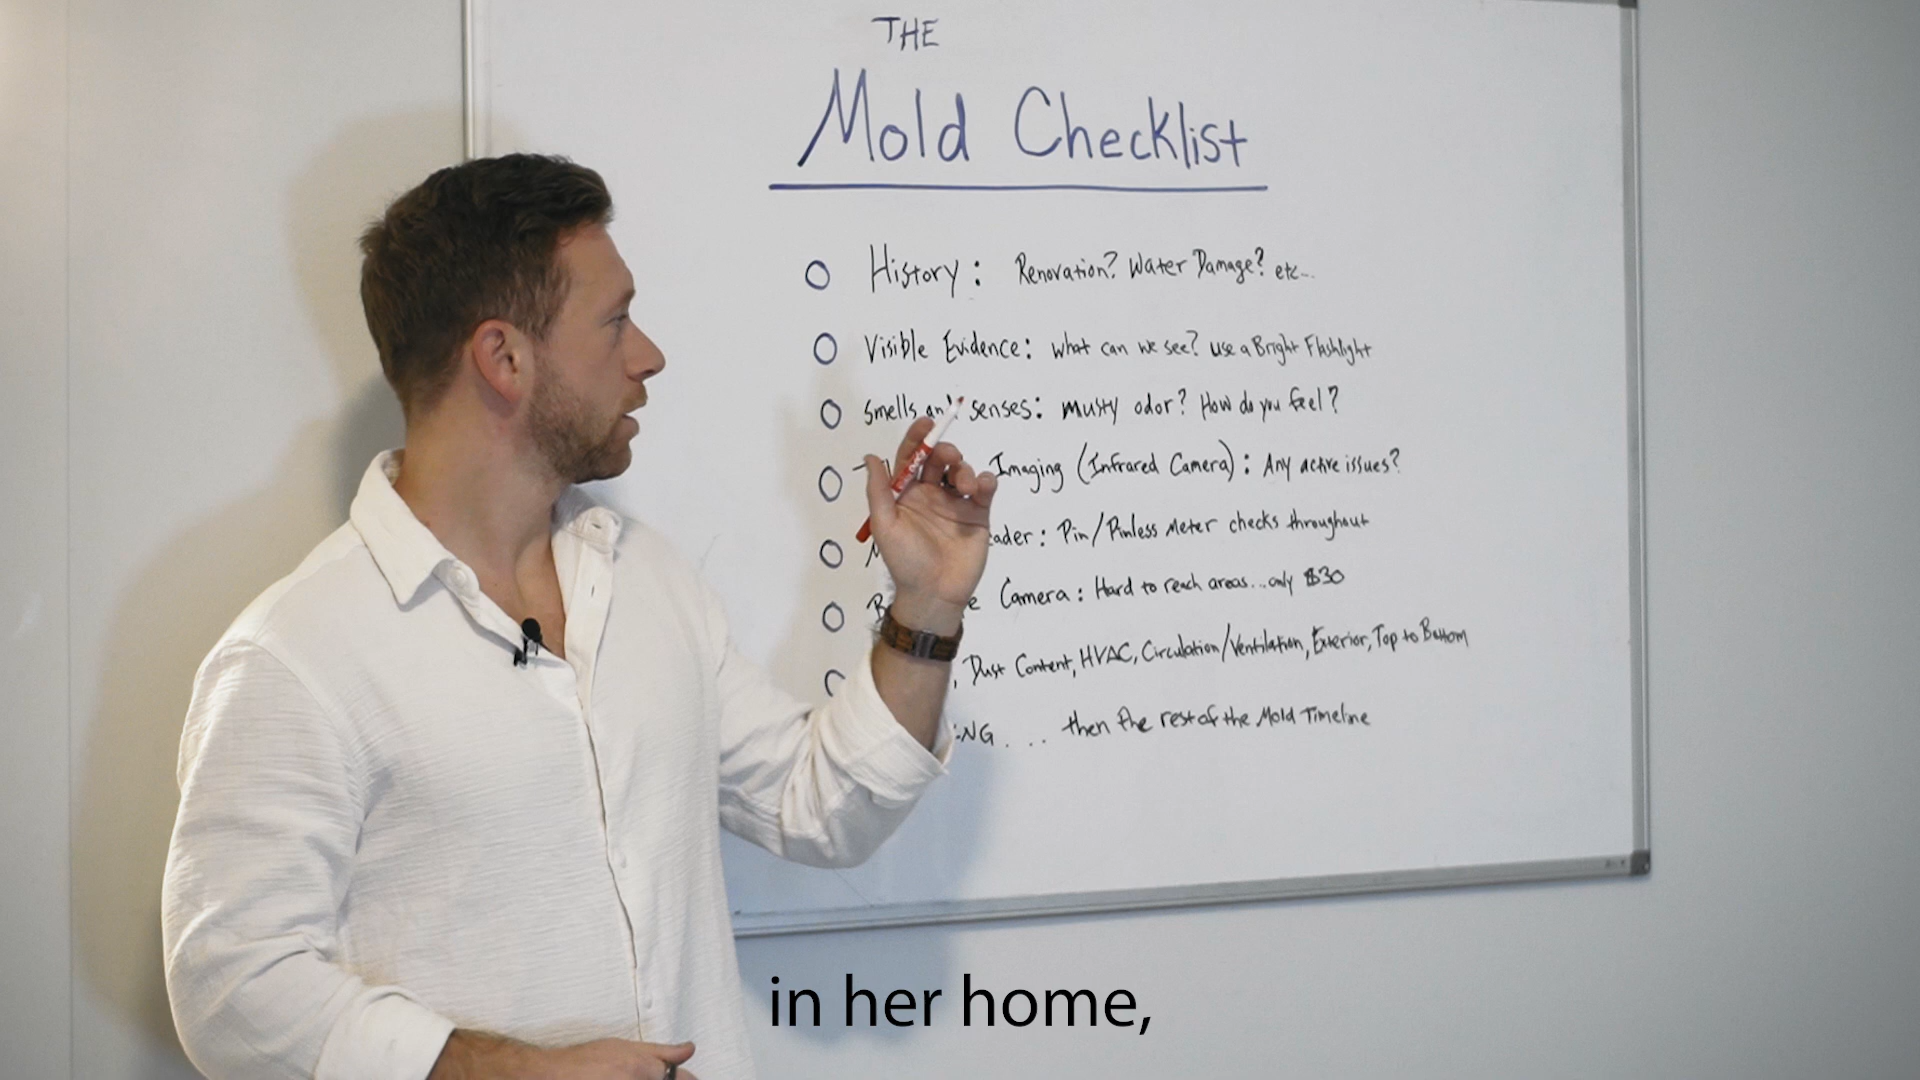 THE
Mold Checklist
History: Renovation? Water Damage? etc...
Visible Evidence: what can we see? use a Bright Flashlight
Smells and senses: musty odor? How do you feel?
Imaging (Infrared Camera): Any active issues?
ader: Pin/Pinless Meter checks throughout
Camera: Hard to reach areas...only $30
, Dust Content, HVAC, Circulation/Ventilation, Exterior, Top to Bottom
NG.... then the rest of the Mold Timeline
in her home,